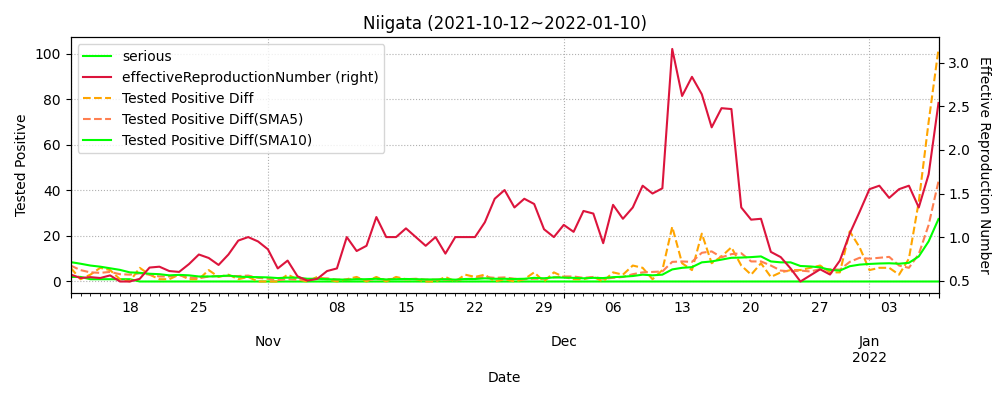 Niigata (2021-10-12~2022-01-10)
serious
effectiveReproductionNumber (right)
Tested Positive Diff
Tested Positive Diff(SMA5)
Tested Positive Diff(SMA10)
Tested Positive
100
80
60
40
20
0
3.0
2.5
2.0
1.5
1.0
0.5
Effective Reproduction Number
18 25 08 15 22 29 06 13 20 27 03
Nov Dec Jan
2022
Date